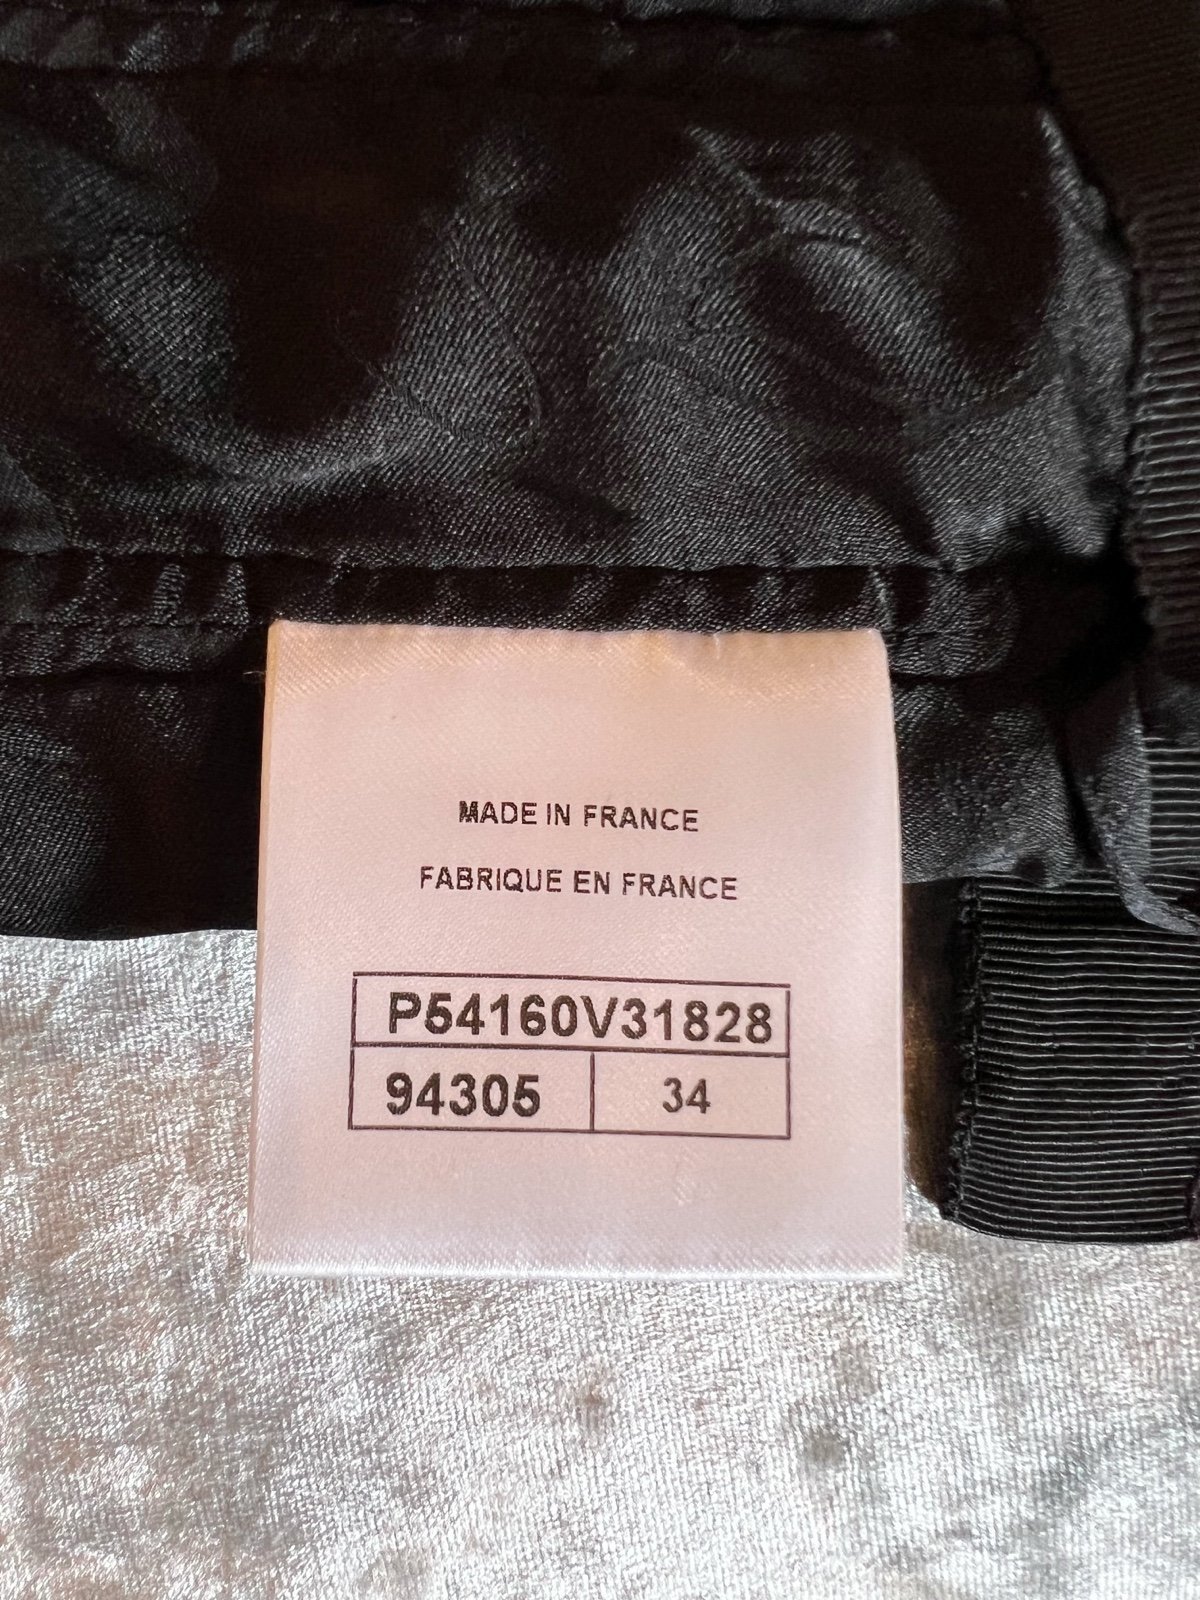 MADE IN FRANCE
FABRIQUE EN FRANCE
P54160V31828
94305 34